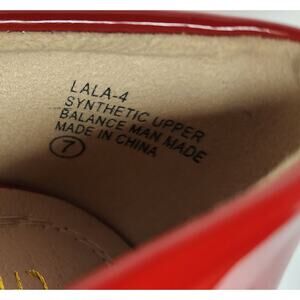 LALA-4
SYNTHETIC UPPER
BALANCE MAN MADE
MADE IN CHINA
7